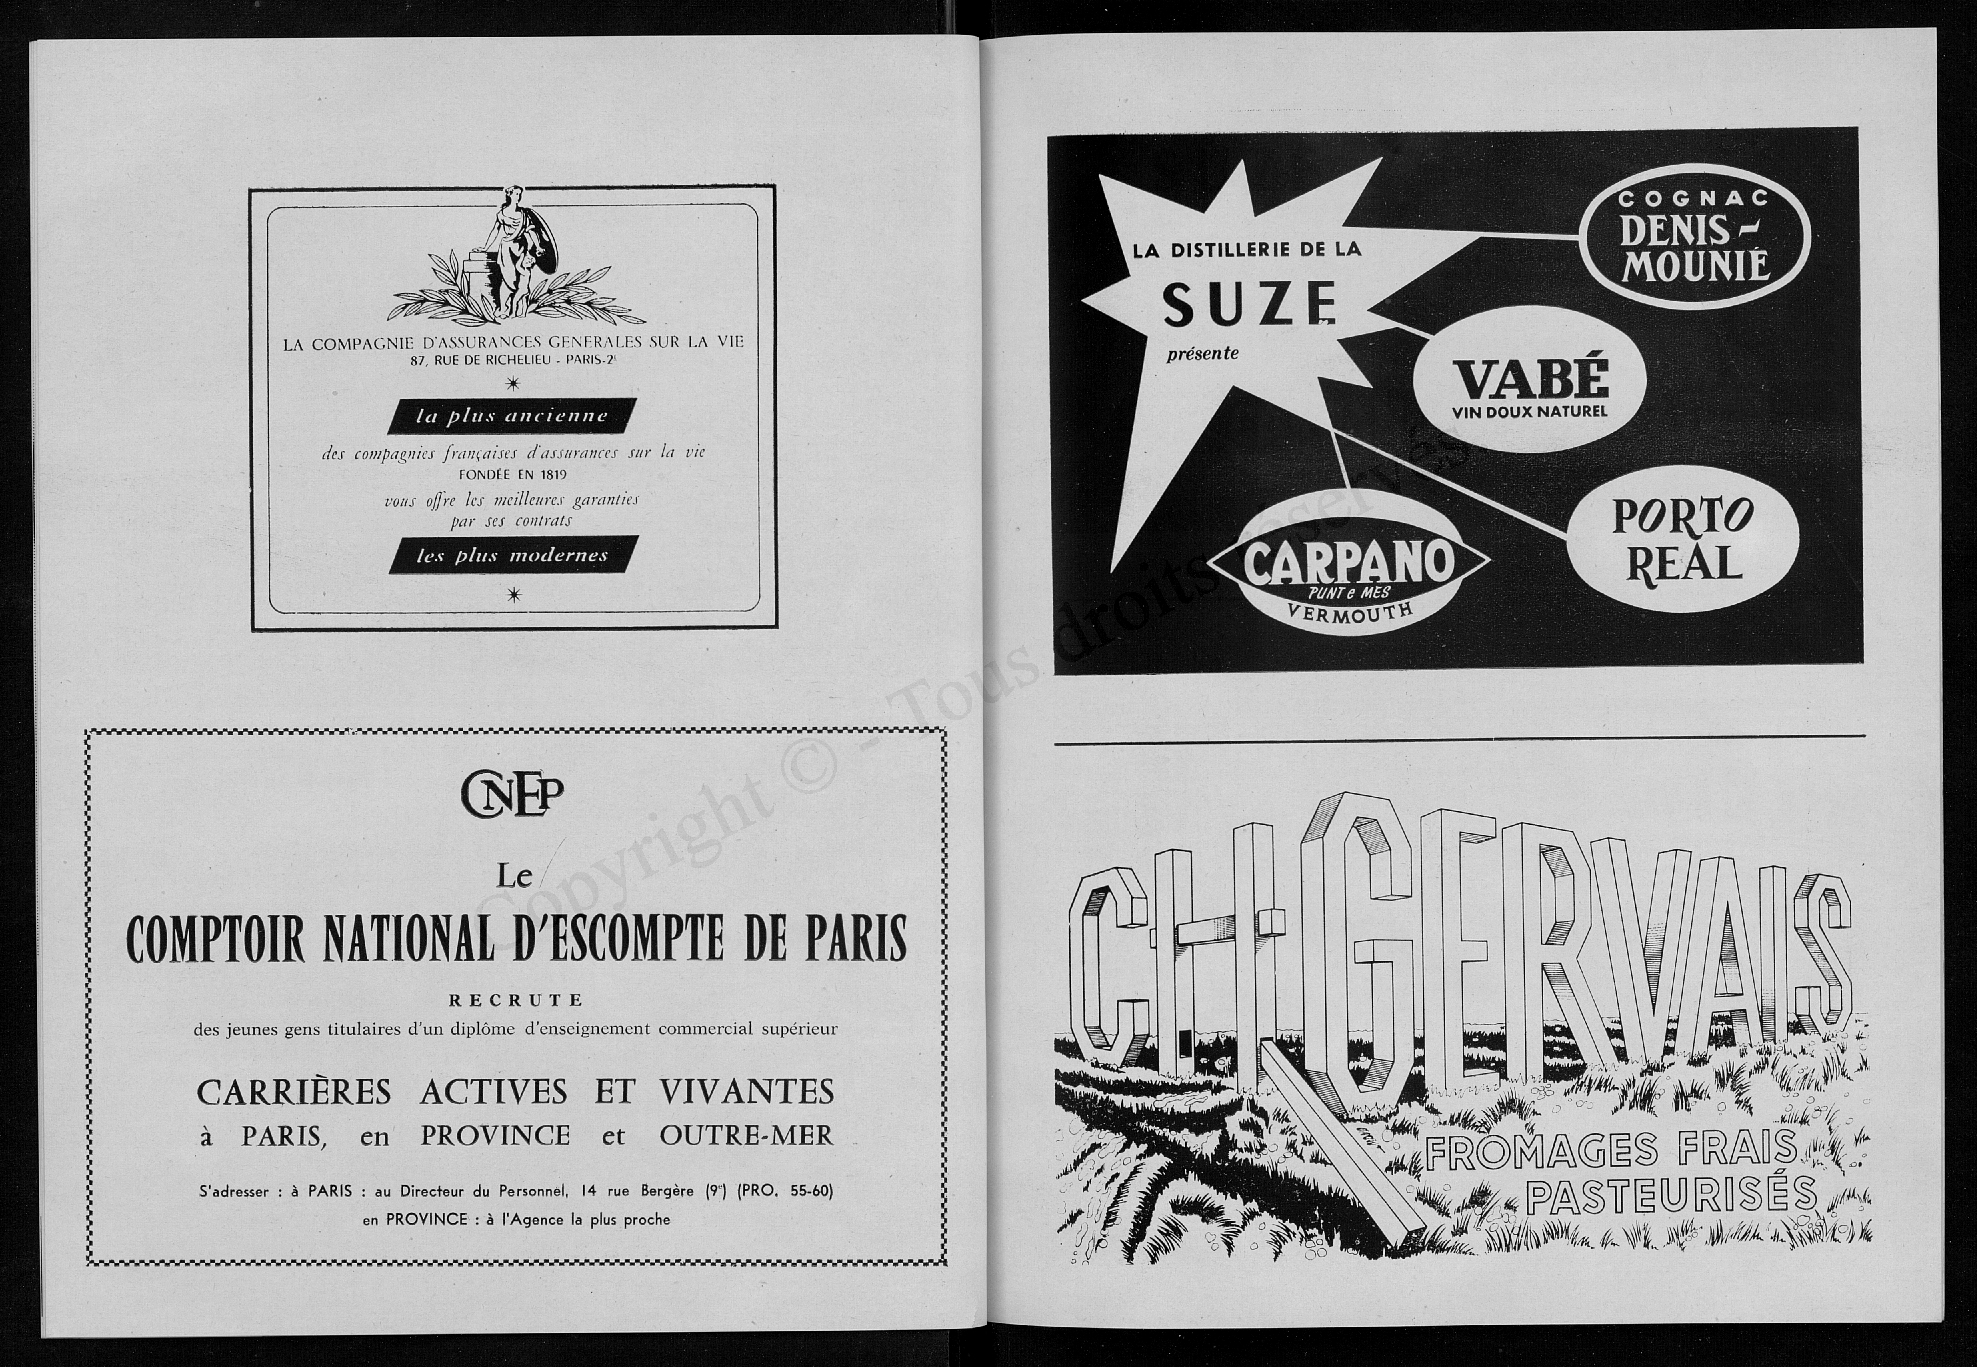 LA COMPAGNIE D'ASSURANCES GENERALES SUR LA VIE
87, RUE DE RICHELIEU - PARIS-2e
la plus ancienne
des compagnies françaises d'assurances sur la vie
FONDÉE EN 1819
vous offre les meilleures garanties
par ses contrats
les plus modernes
CNEP
Le
COMPTOIR NATIONAL D'ESCOMPTE DE PARIS
RECRUTE
des jeunes gens titulaires d'un diplôme d'enseignement commercial supérieur
CARRIÈRES ACTIVES ET VIVANTES
à PARIS, en PROVINCE et OUTRE-MER
S'adresser : à PARIS : au Directeur du Personnel, 14 rue Bergère (9e) (PRO. 55-60)
en PROVINCE : à l'Agence la plus proche
LA DISTILLERIE DE LA
SUZE
présente
COGNAC
DENIS-
MOUNIÉ
VABÉ
VIN DOUX NATUREL
PORTO
REAL
CARPANO
PUNT e MES
VERMOUTH
CH. GERVAIS
FROMAGES FRAIS
PASTEURISÉS
Copyright © - Tous droits réservés